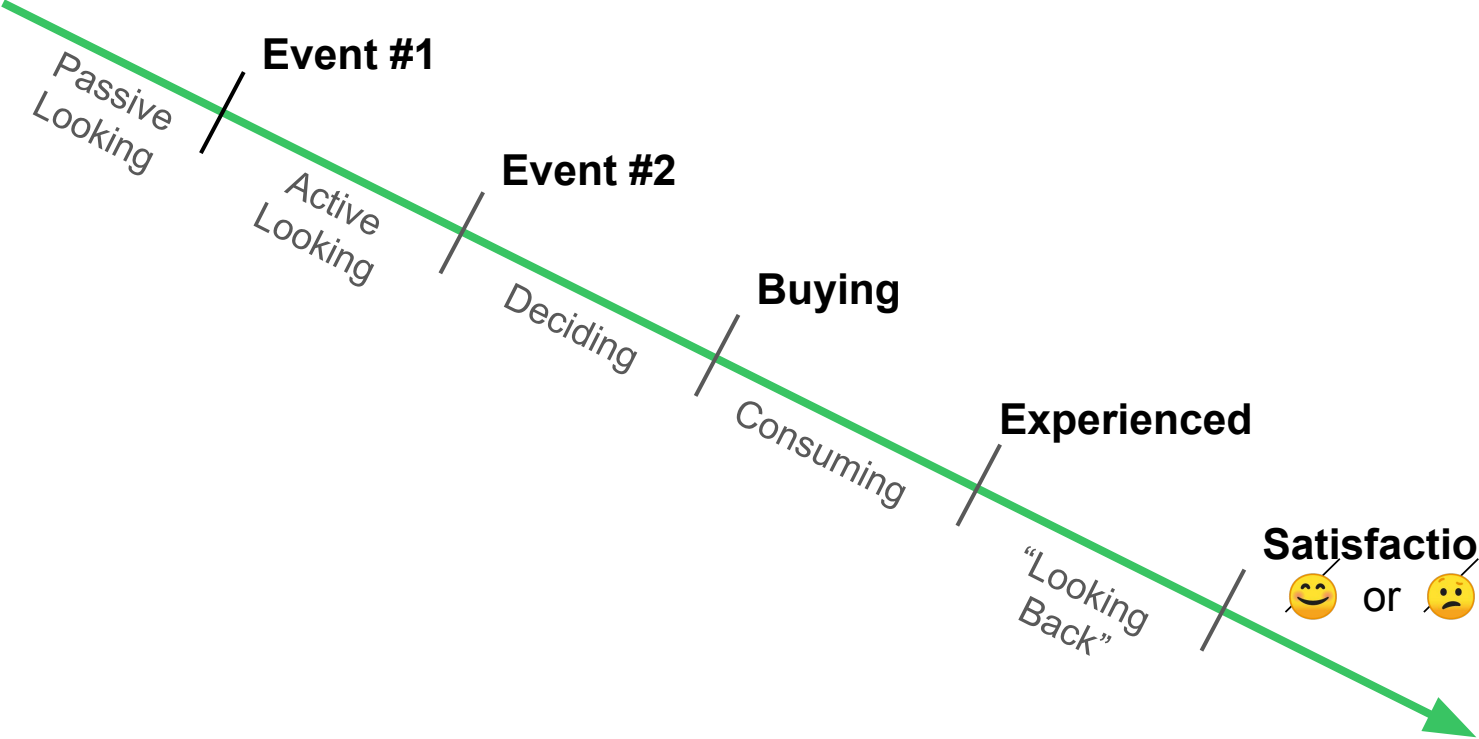 Event #1
Passive
Looking
Event #2
Active
Looking
Buying
Deciding
Experienced
Consuming
Satisfactio
or
“Looking
Back”